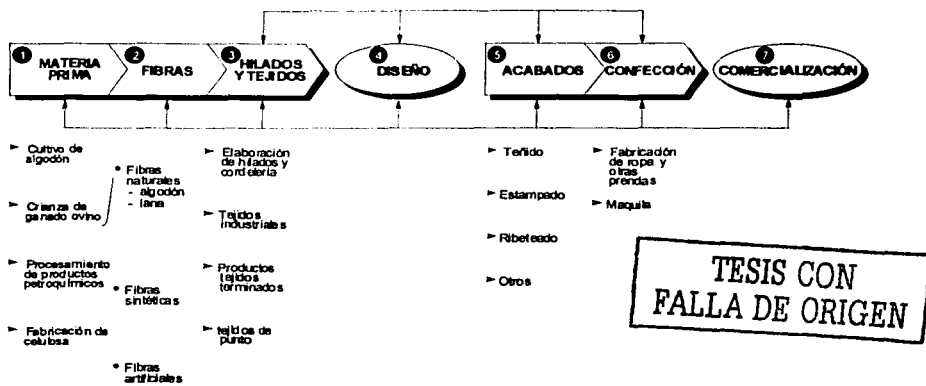 1 MATERIA PRIMA
2 FIBRAS
3 HILADOS Y TEJIDOS
4 DISEÑO
5 ACABADOS
6 CONFECCIÓN
7 COMERCIALIZACIÓN
► Cultivo de
algodón
► Crianza de
ganado ovino
► Procesamiento
de productos
petroquímicos
► Fabricación de
celulosa
• Fibras
naturales
- algodón
- lana
• Fibras
sintéticas
• Fibras
artificiales
► Elaboración
de hilados y
cordelería
► Tejidos
industriales
► Productos
tejidos
terminados
► tejidos de
punto
► Teñido
► Estampado
► Ribeteado
► Otros
► Fabricación
de ropa y
otras
prendas
► Maquila
TESIS CON
FALLA DE ORIGEN